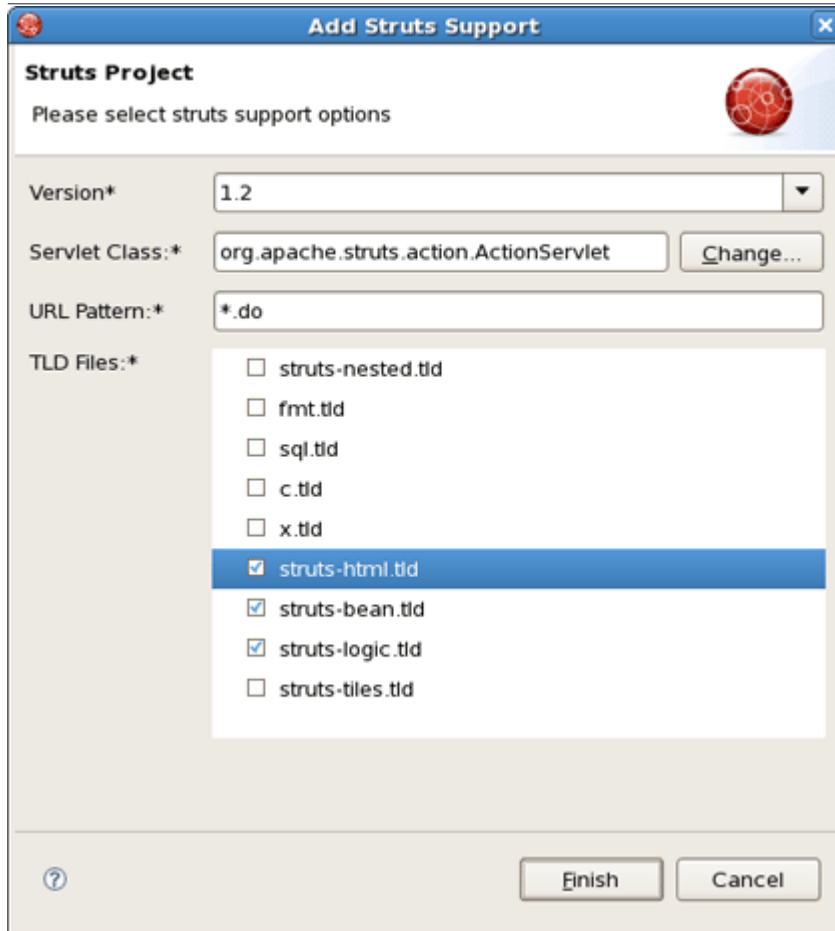 Add Struts Support
Struts Project
Please select struts support options
Version* 1.2
Servlet Class:* org.apache.struts.action.ActionServlet Change...
URL Pattern:* *.do
TLD Files:* struts-nested.tld
fmt.tld
sql.tld
c.tld
x.tld
struts-html.tld
struts-bean.tld
struts-logic.tld
struts-tiles.tld
? Finish Cancel